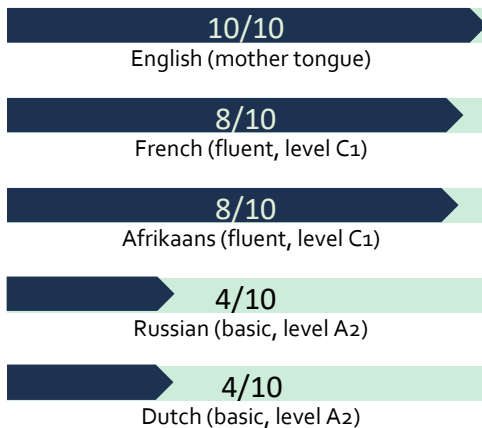 10/10
English (mother tongue)
8/10
French (fluent, level C1)
8/10
Afrikaans (fluent, level C1)
4/10
Russian (basic, level A2)
4/10
Dutch (basic, level A2)